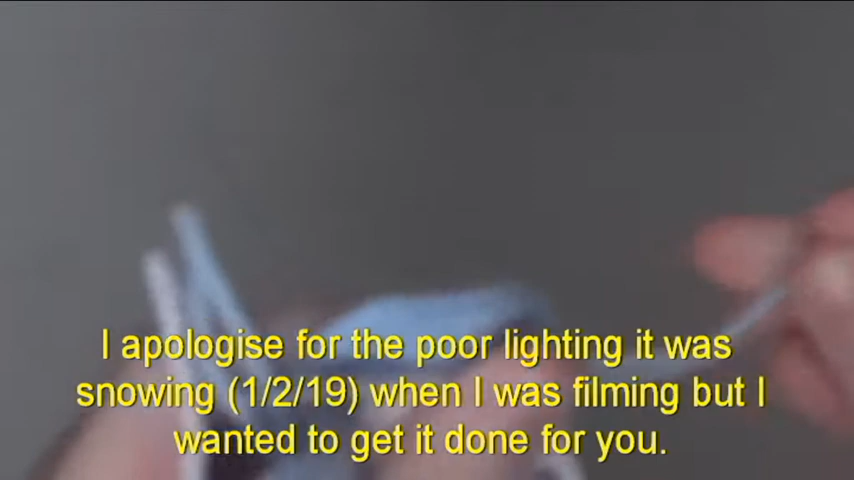 I apologise for the poor lighting it was
snowing (1/2/19) when I was filming but I
wanted to get it done for you.